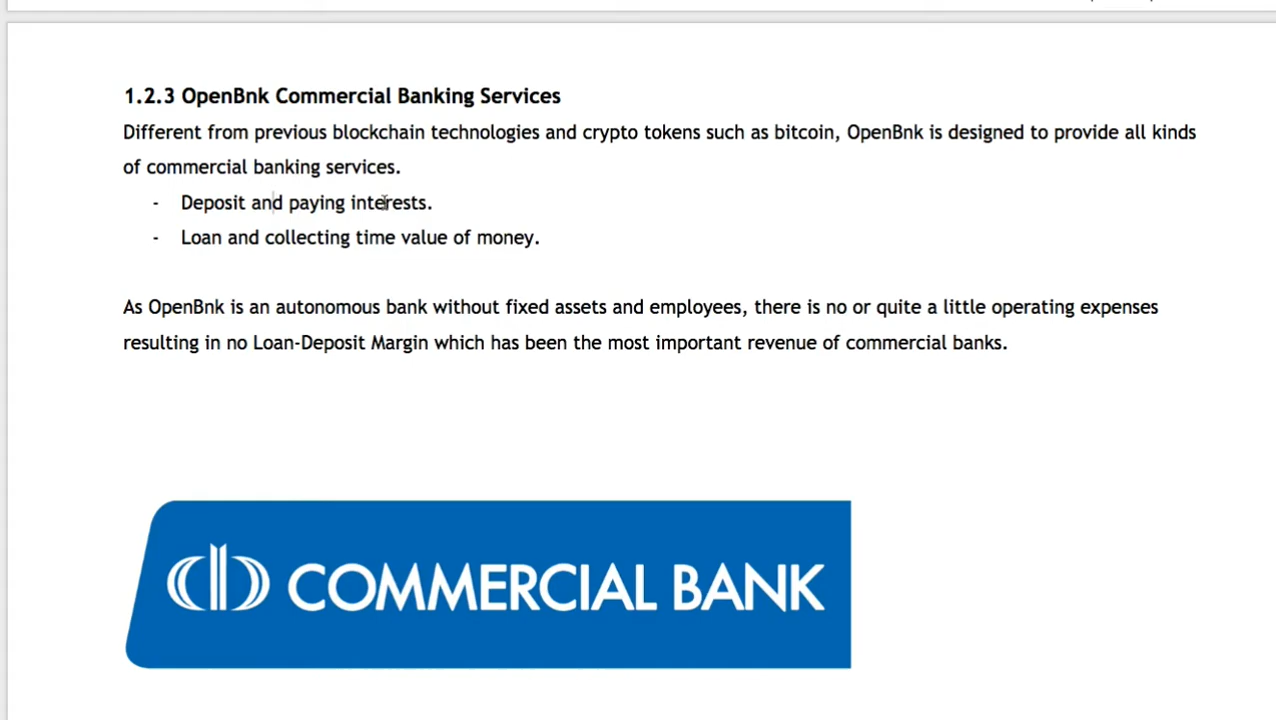 1.2.3 OpenBnk Commercial Banking Services
Different from previous blockchain technologies and crypto tokens such as bitcoin, OpenBnk is designed to provide all kinds
of commercial banking services.
- Deposit and paying interests.
- Loan and collecting time value of money.
As OpenBnk is an autonomous bank without fixed assets and employees, there is no or quite a little operating expenses
resulting in no Loan-Deposit Margin which has been the most important revenue of commercial banks.
COMMERCIAL BANK